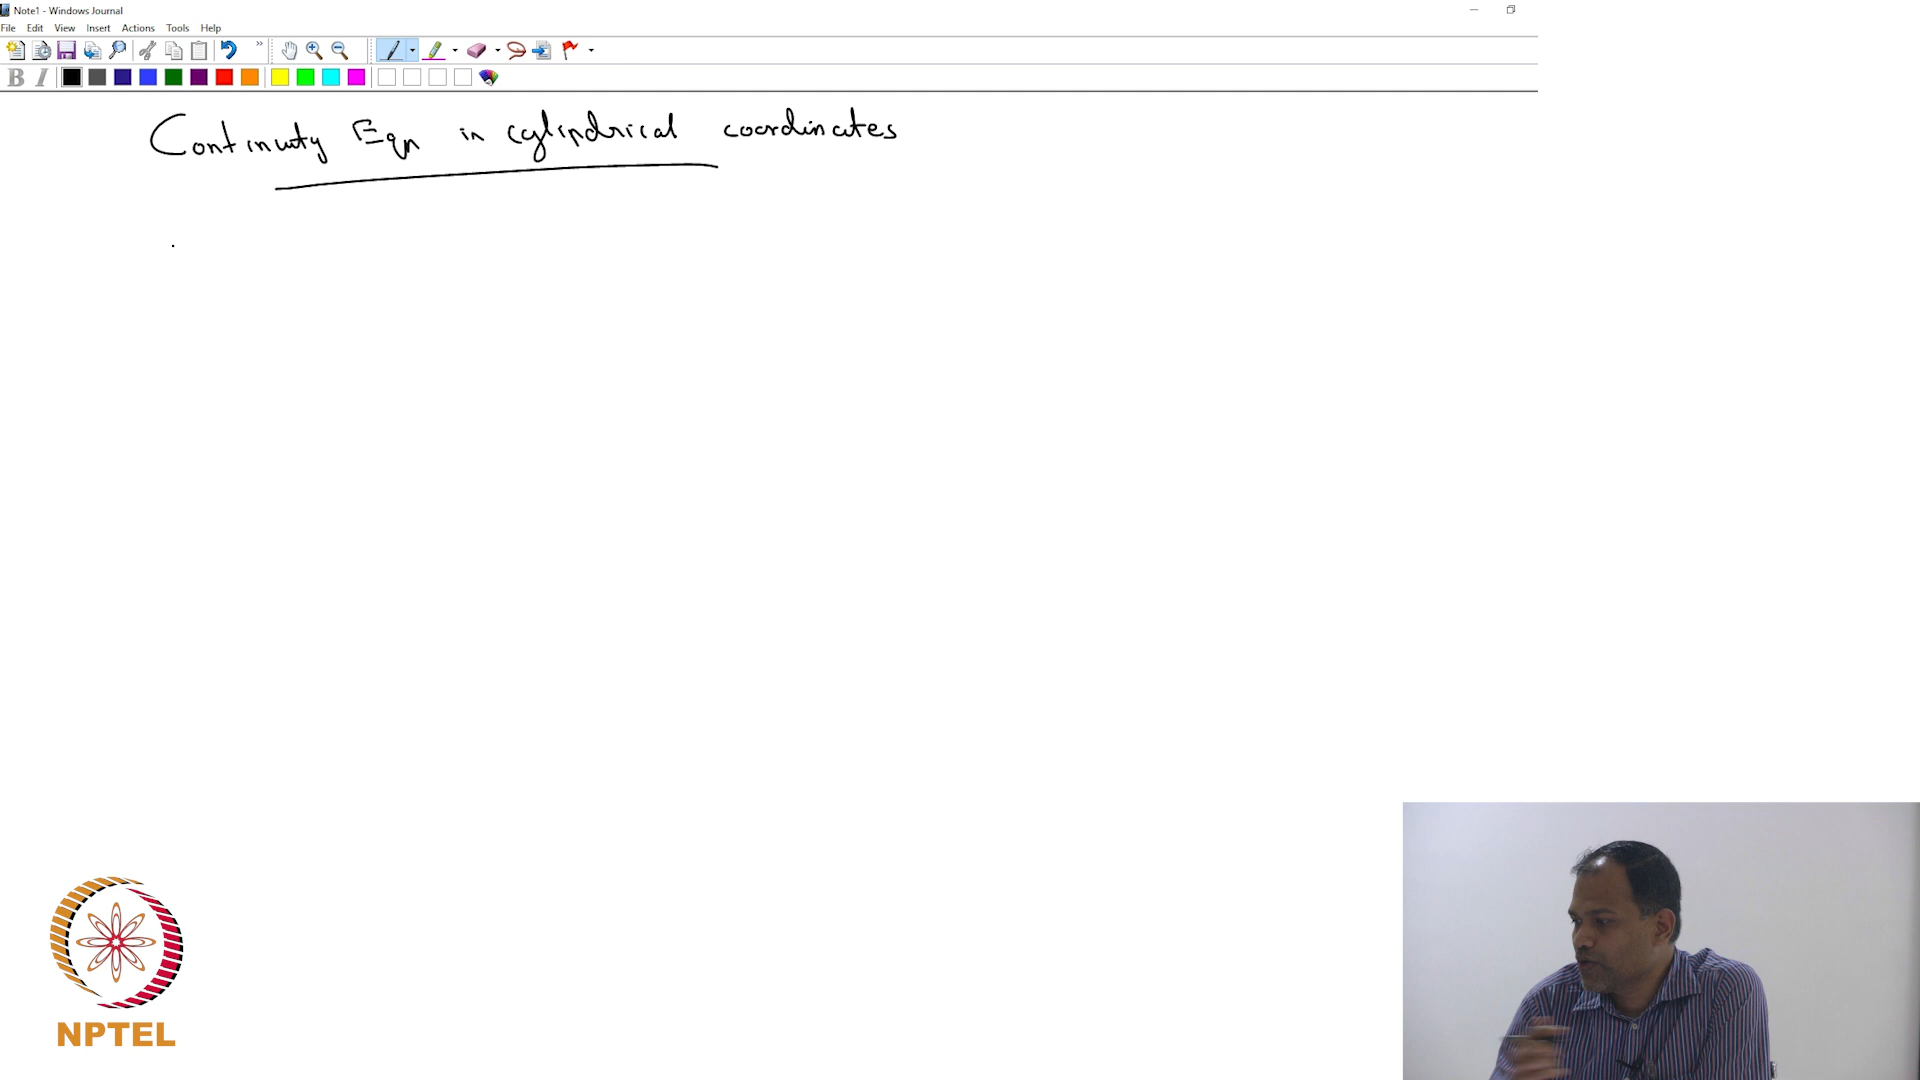 Note1 - Windows Journal
File Edit View Insert Actions Tools Help
B I
Continuity Eqn in cylindrical coordinates
NPTEL